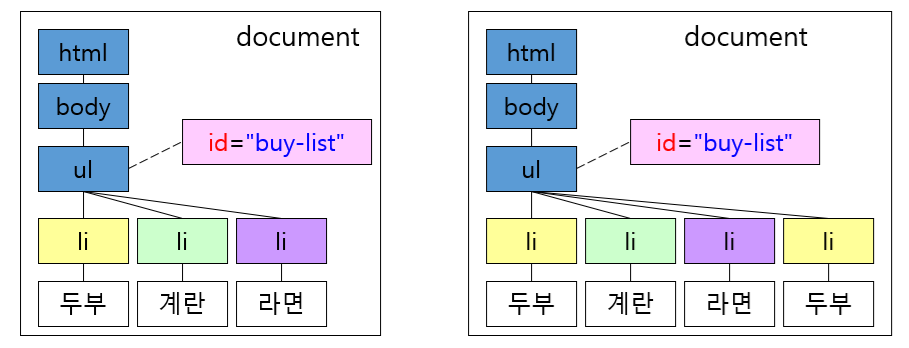 document
html
body
id="buy-list"
ul
li li li
두부 계란 라면
document
html
body
id="buy-list"
ul
li li li li
두부 계란 라면 두부